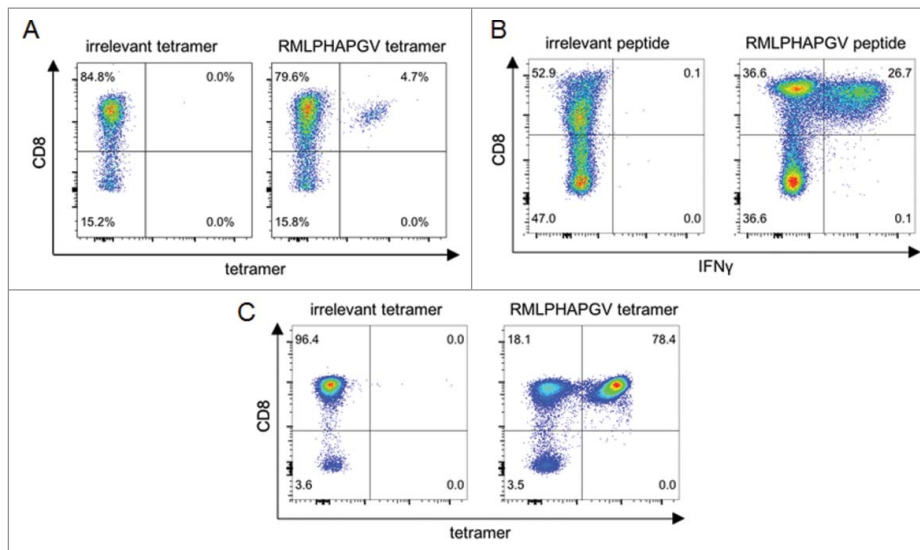 A
irrelevant tetramer
RMLPHAPGV tetramer
84.8%
0.0%
79.6%
4.7%
CD8
15.2%
0.0%
15.8%
0.0%
tetramer
B
irrelevant peptide
RMLPHAPGV peptide
52.9
0.1
36.6
26.7
CD8
47.0
0.0
36.6
0.1
IFNγ
C
irrelevant tetramer
RMLPHAPGV tetramer
96.4
0.0
18.1
78.4
CD8
3.6
0.0
3.5
0.0
tetramer